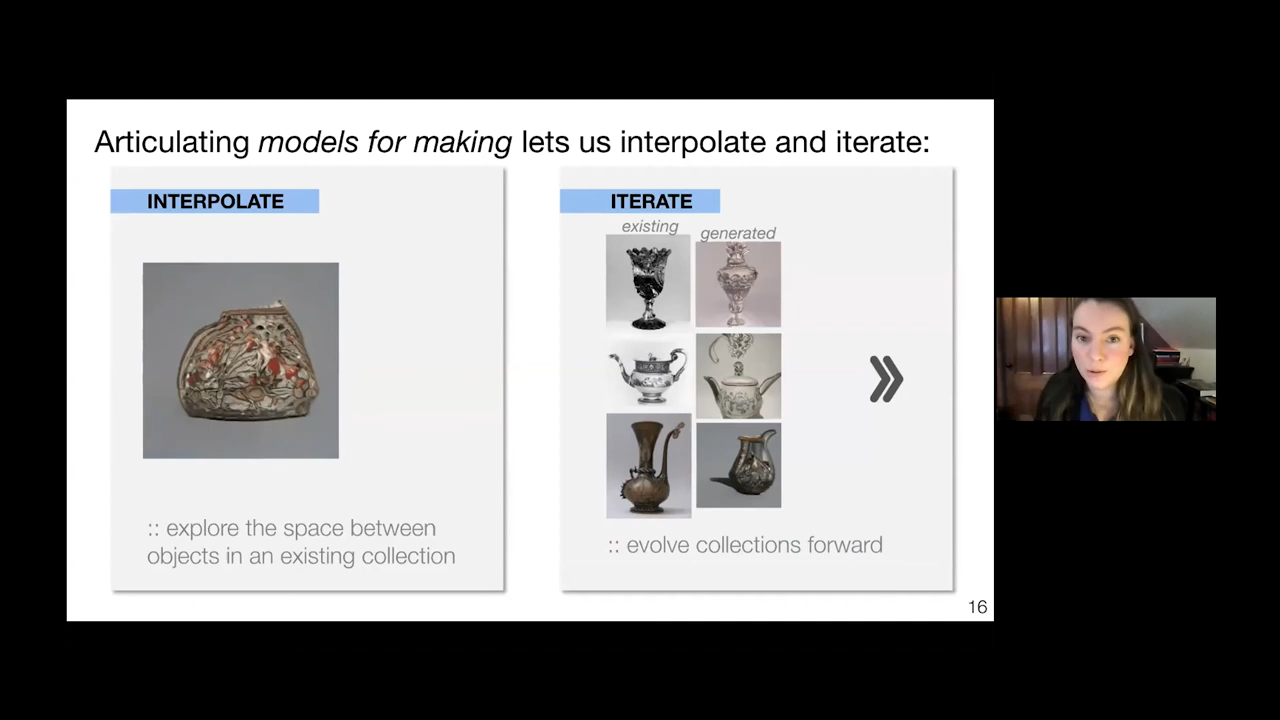 Articulating models for making lets us interpolate and iterate:
INTERPOLATE
:: explore the space between
objects in an existing collection
ITERATE
existing
generated
:: evolve collections forward
16